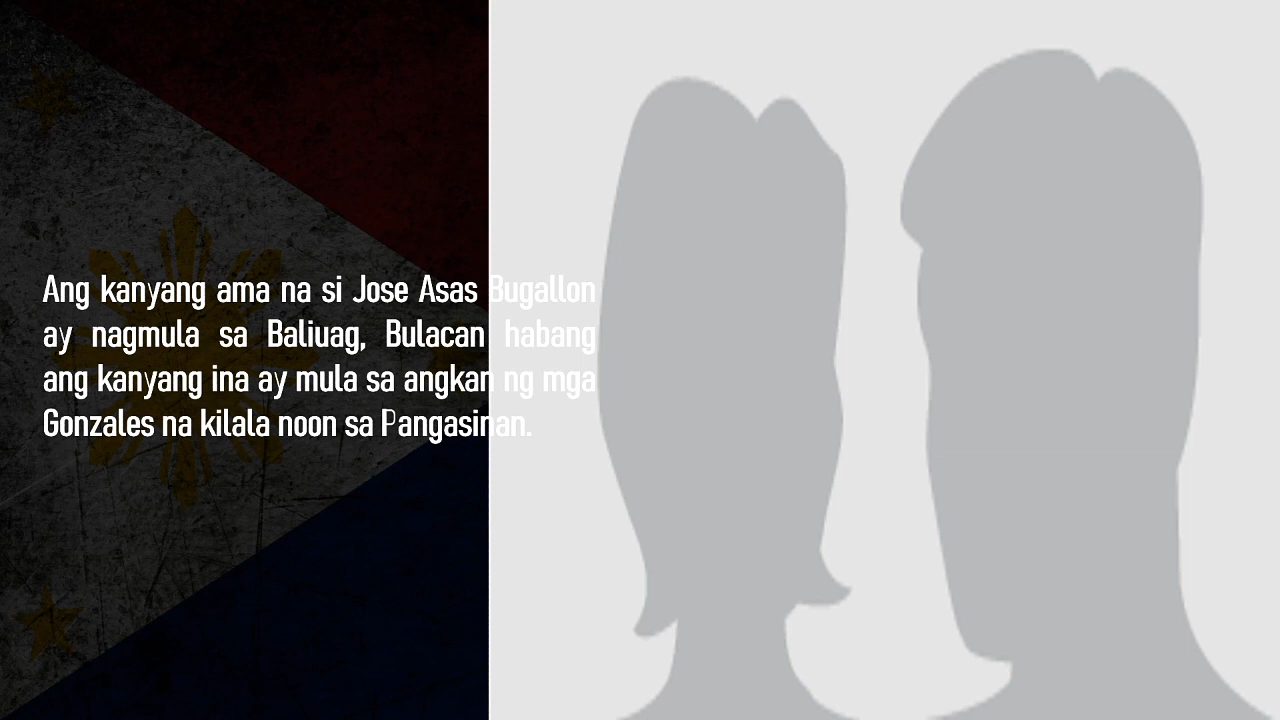 Ang kanyang ama na si Jose Asas Bugallon
ay nagmula sa Baliuag, Bulacan habang
ang kanyang ina ay mula sa angkan ng mga
Gonzales na kilala noon sa Pangasinan.